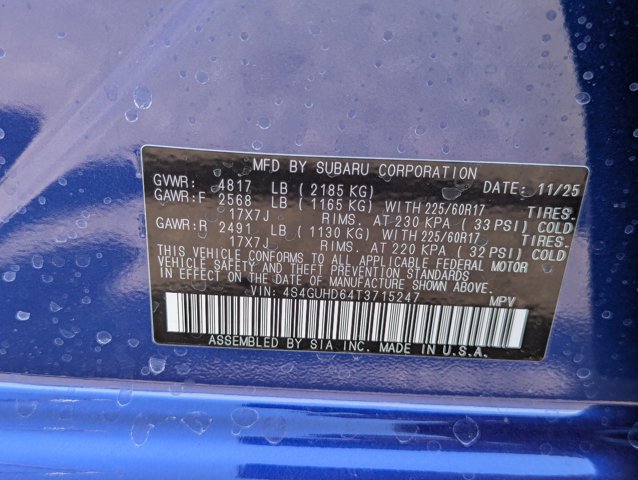 MFD BY SUBARU CORPORATION
GVWR: 4817 LB (2185 KG) DATE: 11/25
GAWR:F 2568 LB (1165 KG) WITH 225/60R17 TIRES.
17X7J RIMS. AT 230 KPA (33 PSI) COLD
GAWR:R 2491 LB (1130 KG) WITH 225/60R17 TIRES.
17X7J RIMS. AT 220 KPA (32 PSI) COLD
THIS VEHICLE CONFORMS TO ALL APPLICABLE FEDERAL MOTOR
VEHICLE SAFETY AND THEFT PREVENTION STANDARDS
IN EFFECT ON THE DATE OF MANUFACTURE SHOWN ABOVE.
VIN: 4S4GUHD64T3715247 MPV
ASSEMBLED BY SIA INC. MADE IN U.S.A.